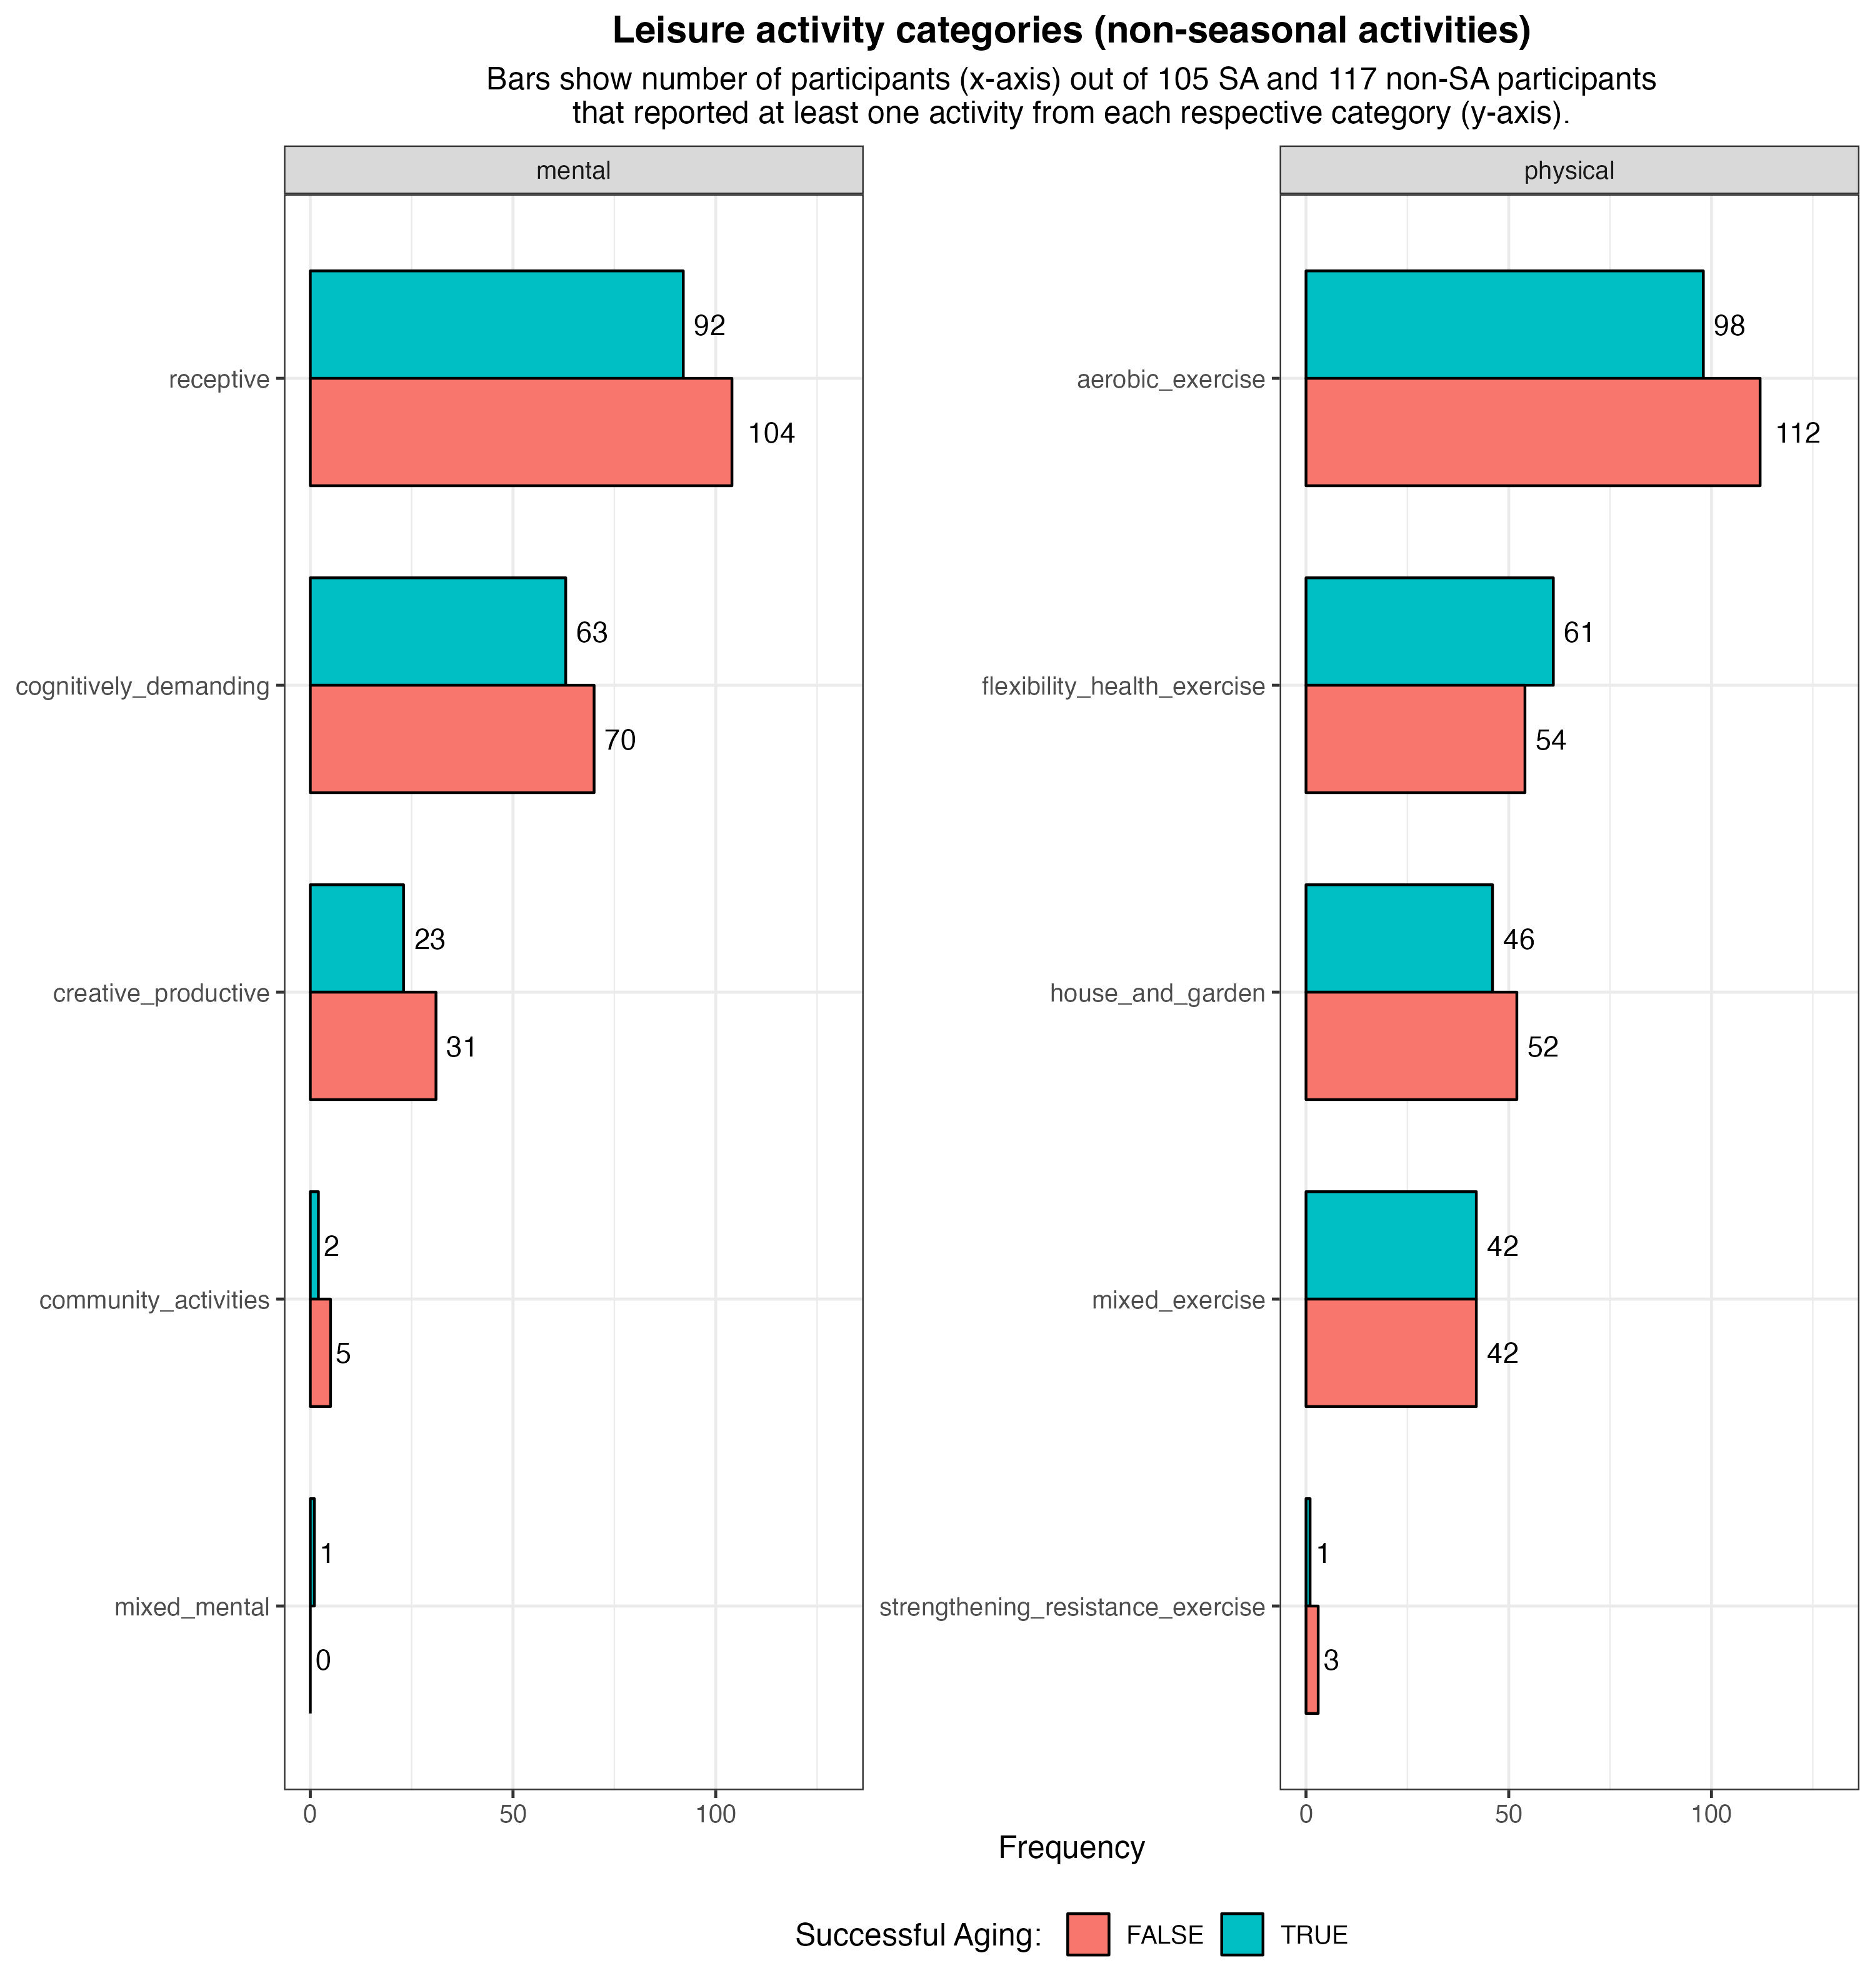 Leisure activity categories (non-seasonal activities)
Bars show number of participants (x-axis) out of 105 SA and 117 non-SA participants
that reported at least one activity from each respective category (y-axis).
mental
receptive
92
104
cognitively_demanding
63
70
creative_productive
23
31
community_activities
2
5
mixed_mental
1
0
0 50 100
physical
aerobic_exercise
98
112
flexibility_health_exercise
61
54
house_and_garden
46
52
mixed_exercise
42
42
strengthening_resistance_exercise
1
3
0 50 100
Frequency
Successful Aging: FALSE TRUE